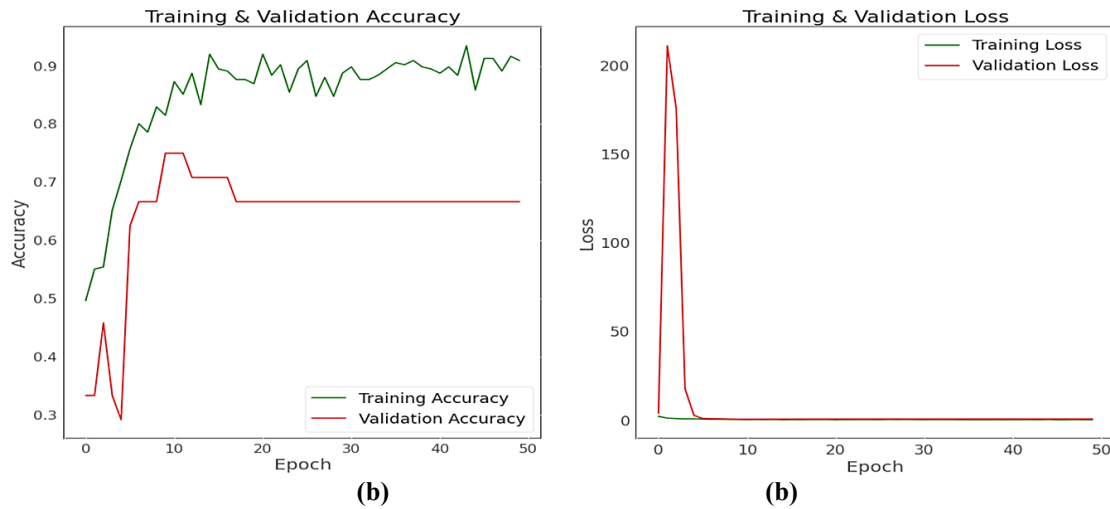 Training & Validation Accuracy
0.9
0.8
0.7
0.6
0.5
0.4
0.3
Accuracy
Training Accuracy
Validation Accuracy
0 10 20 30 40 50
Epoch
(b)
Training & Validation Loss
Training Loss
Validation Loss
200
150
100
50
0
Loss
0 10 20 30 40 50
Epoch
(b)